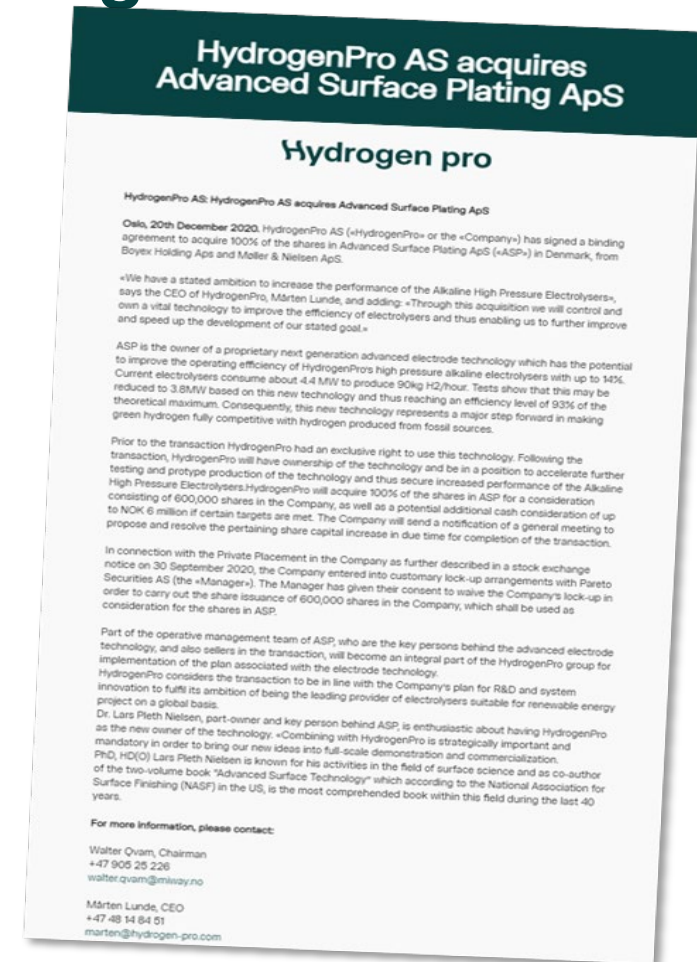 HydrogenPro AS acquires
Advanced Surface Plating ApS
Hydrogen pro
HydrogenPro AS: HydrogenPro AS acquires Advanced Surface Plating ApS
Oslo, 20th December 2020. HydrogenPro AS («HydrogenPro» or the «Company») has signed a binding
agreement to acquire 100% of the shares in Advanced Surface Plating ApS («ASP») in Denmark, from
Boyex Holding Aps and Møller & Nielsen ApS.
«We have a stated ambition to increase the performance of the Alkaline High Pressure Electrolysers»,
says the CEO of HydrogenPro, Mårten Lunde, and adding: «Through this acquisition we will control and
own a vital technology to improve the efficiency of electrolysers and thus enabling us to further improve
and speed up the development of our stated goal.»
ASP is the owner of a proprietary next generation advanced electrode technology which has the potential
to improve the operating efficiency of HydrogenPro's high pressure alkaline electrolysers with up to 14%.
Current electrolysers consume about 4.4 MW to produce 90kg H2/hour. Tests show that this may be
reduced to 3.8MW based on this new technology and thus reaching an efficiency level of 93% of the
theoretical maximum. Consequently, this new technology represents a major step forward in making
green hydrogen fully competitive with hydrogen produced from fossil sources.
Prior to the transaction HydrogenPro had an exclusive right to use this technology. Following the
transaction, HydrogenPro will have ownership of the technology and be in a position to accelerate further
testing and protype production of the technology and thus secure increased performance of the Alkaline
High Pressure Electrolysers.HydrogenPro will acquire 100% of the shares in ASP for a consideration
consisting of 600,000 shares in the Company, as well as a potential additional cash consideration of up
to NOK 6 million if certain targets are met. The Company will send a notification of a general meeting to
propose and resolve the pertaining share capital increase in due time for completion of the transaction.
In connection with the Private Placement in the Company as further described in a stock exchange
notice on 30 September 2020, the Company entered into customary lock-up arrangements with Pareto
Securities AS (the «Manager»). The Manager has given their consent to waive the Company's lock-up in
order to carry out the share issuance of 600,000 shares in the Company, which shall be used as
consideration for the shares in ASP.
Part of the operative management team of ASP, who are the key persons behind the advanced electrode
technology, and also sellers in the transaction, will become an integral part of the HydrogenPro group for
implementation of the plan associated with the electrode technology.
HydrogenPro considers the transaction to be in line with the Company's plan for R&D and system
innovation to fulfil its ambition of being the leading provider of electrolysers suitable for renewable energy
project on a global basis.
Dr. Lars Pleth Nielsen, part-owner and key person behind ASP, is enthusiastic about having HydrogenPro
as the new owner of the technology. «Combining with HydrogenPro is strategically important and
mandatory in order to bring our new ideas into full-scale demonstration and commercialization.
PhD, HD(O) Lars Pleth Nielsen is known for his activities in the field of surface science and as co-author
of the two-volume book "Advanced Surface Technology" which according to the National Association for
Surface Finishing (NASF) in the US, is the most comprehended book within this field during the last 40
years.
For more information, please contact:
Walter Qvam, Chairman
+47 905 25 226
walter.qvam@miway.no
Mårten Lunde, CEO
+47 48 14 84 51
marten@hydrogen-pro.com